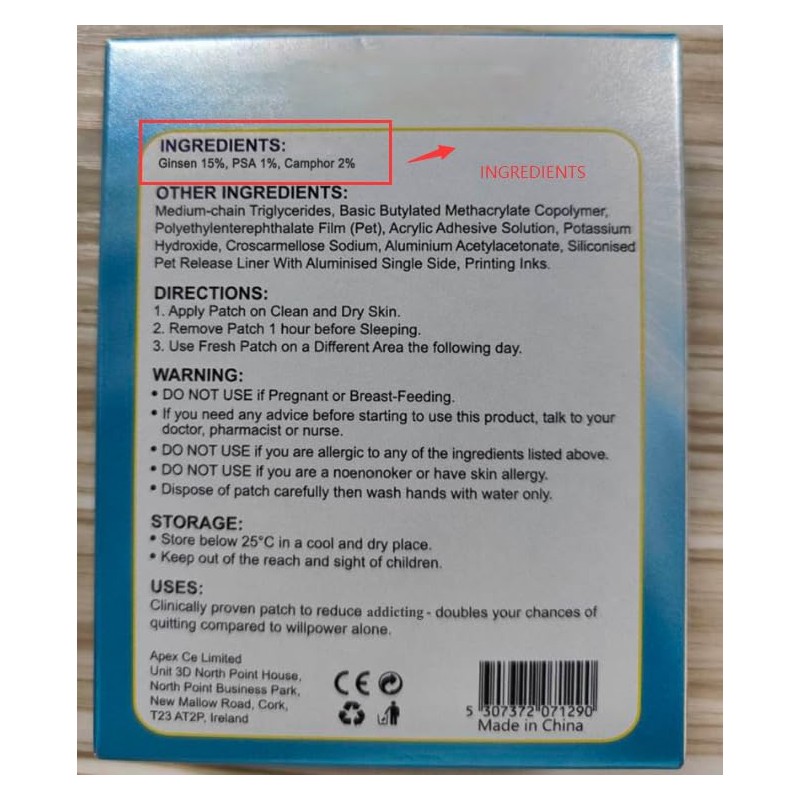 INGREDIENTS:
Ginsen 15%, PSA 1%, Camphor 2%
INGREDIENTS
OTHER INGREDIENTS:
Medium-chain Triglycerides, Basic Butylated Methacrylate Copolymer,
Polyethylenterephthalate Film (Pet), Acrylic Adhesive Solution, Potassium
Hydroxide, Croscarmellose Sodium, Aluminium Acetylacetonate, Siliconised
Pet Release Liner With Aluminised Single Side, Printing Inks.
DIRECTIONS:
1. Apply Patch on Clean and Dry Skin.
2. Remove Patch 1 hour before Sleeping.
3. Use Fresh Patch on a Different Area the following day.
WARNING:
• DO NOT USE if Pregnant or Breast-Feeding.
• If you need any advice before starting to use this product, talk to your
doctor, pharmacist or nurse.
• DO NOT USE if you are allergic to any of the ingredients listed above.
• DO NOT USE if you are a noenonoker or have skin allergy.
• Dispose of patch carefully then wash hands with water only.
STORAGE:
• Store below 25°C in a cool and dry place.
• Keep out of the reach and sight of children.
USES:
Clinically proven patch to reduce addicting - doubles your chances of
quitting compared to willpower alone.
Apex Ce Limited
Unit 3D North Point House,
North Point Business Park,
New Mallow Road, Cork,
T23 AT2P, Ireland
CE
5 307372 071290
Made in China